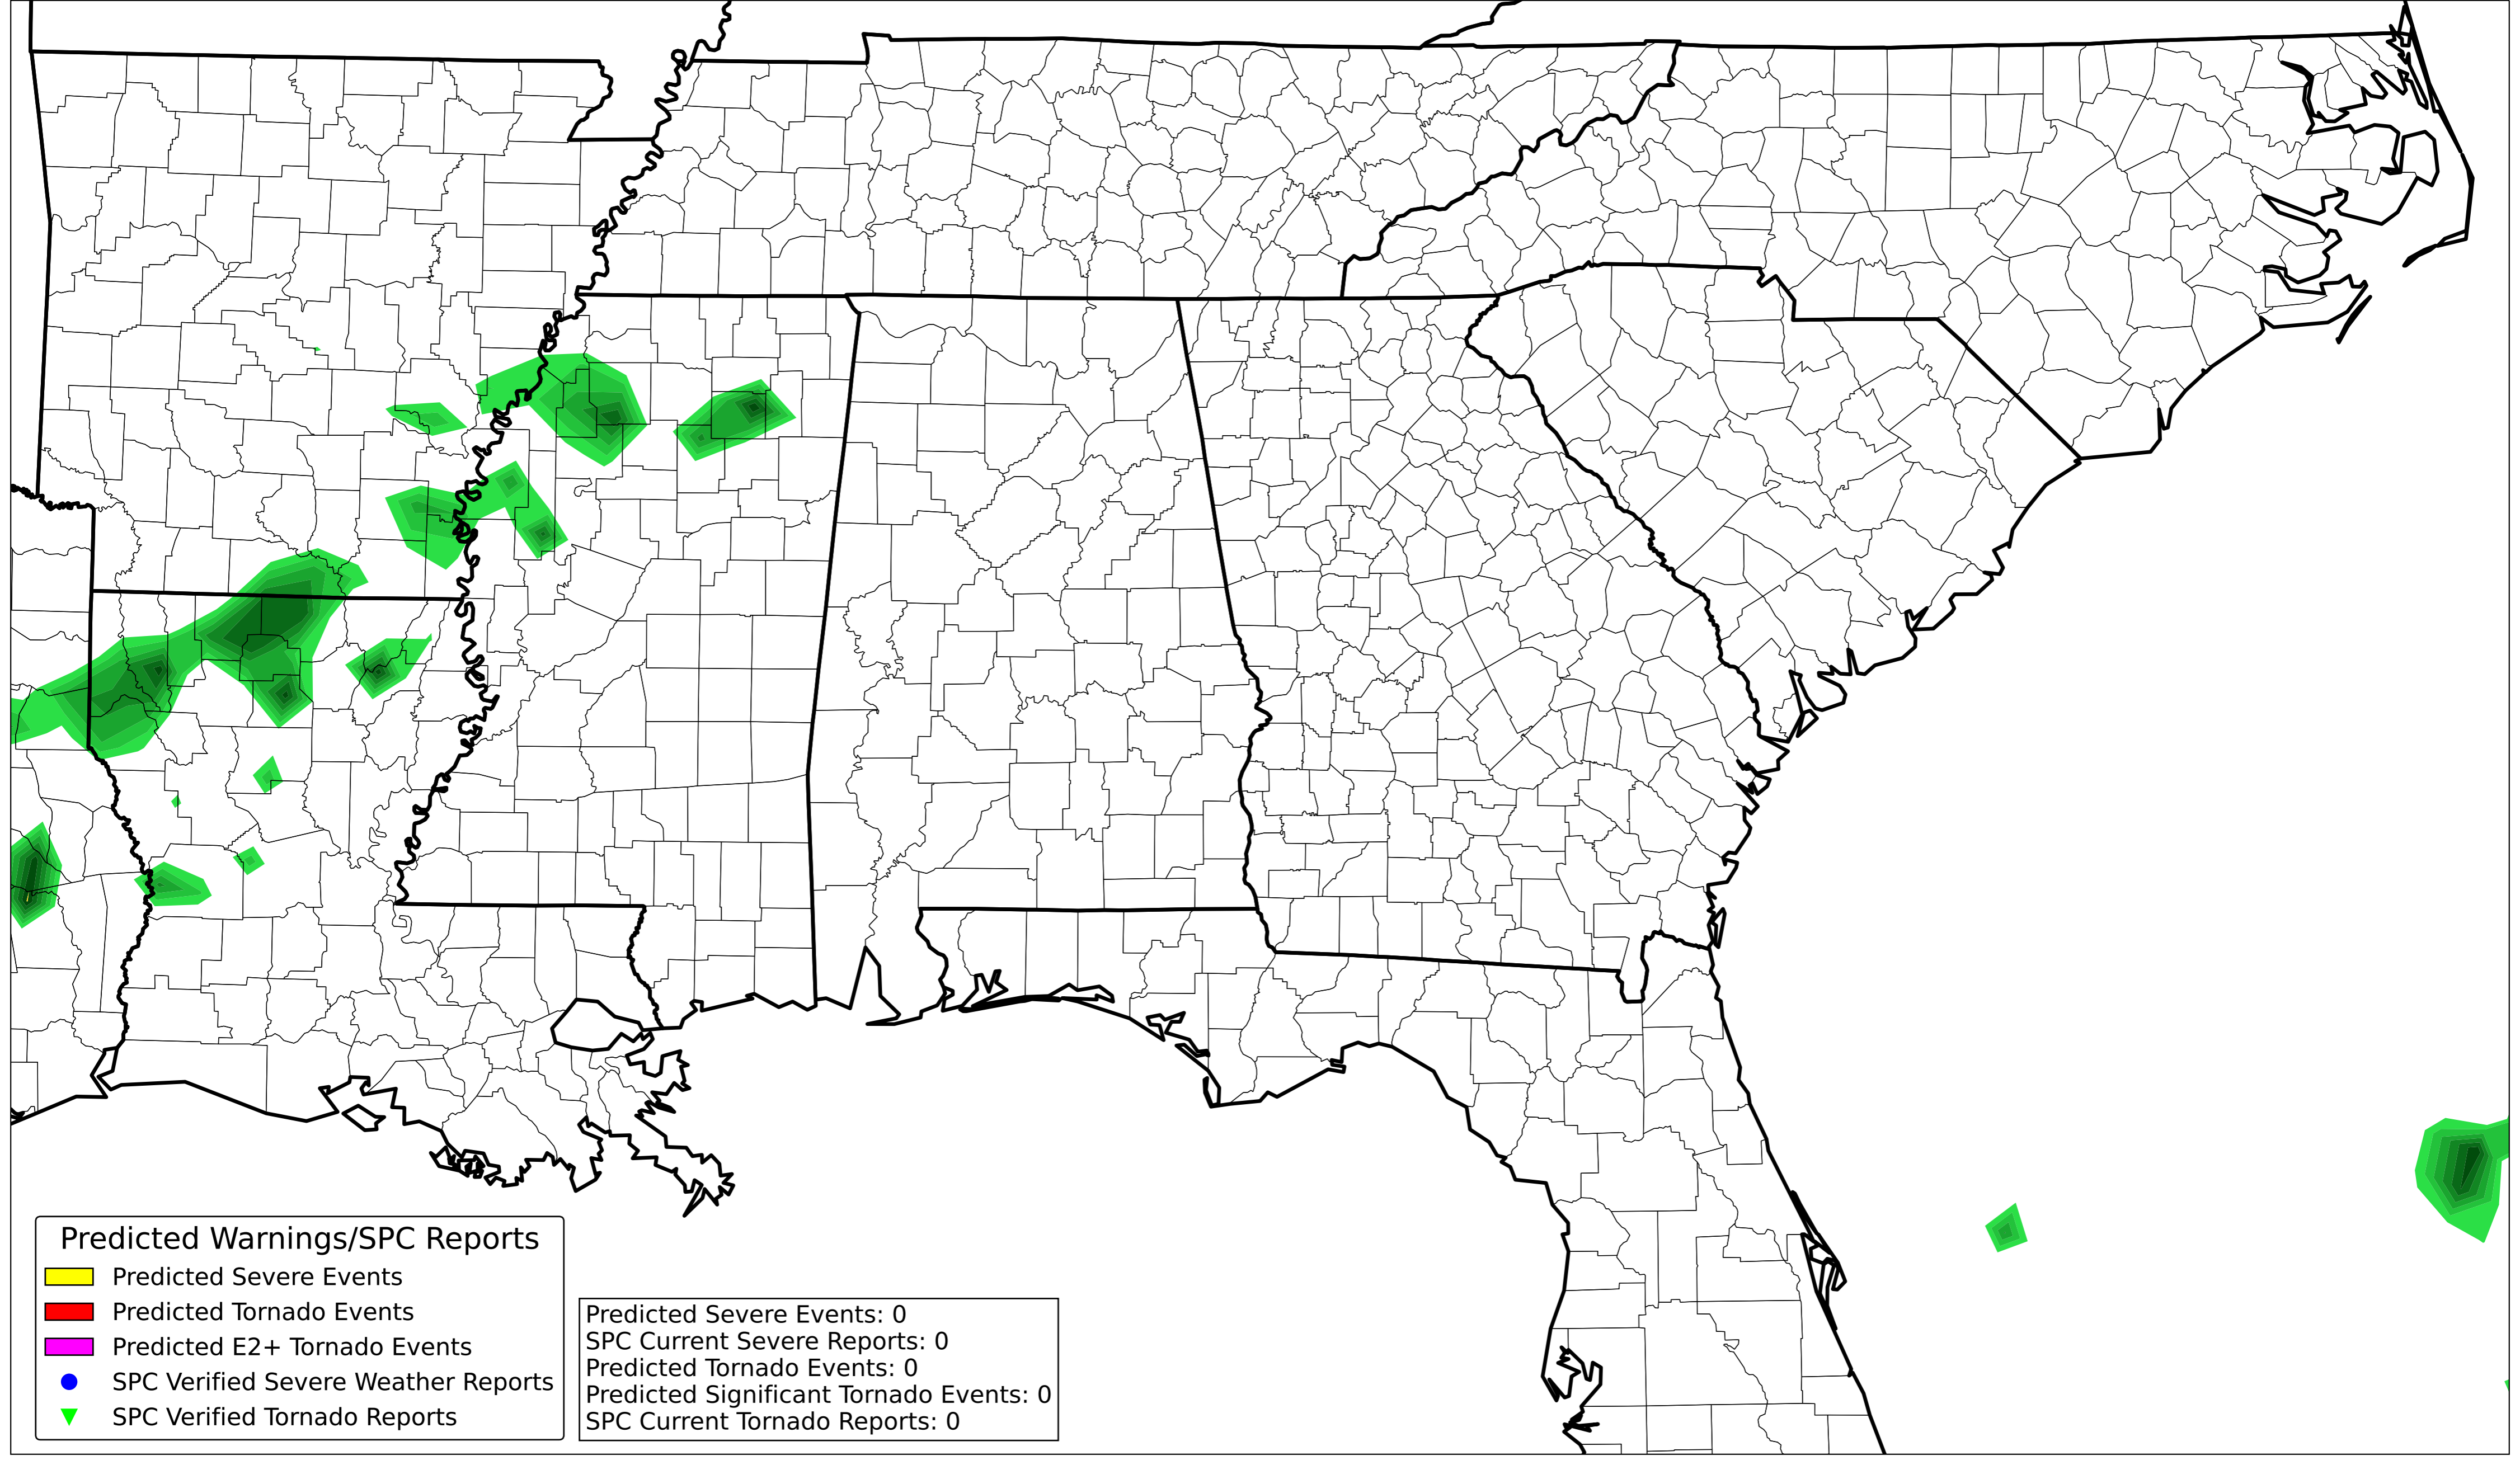 Predicted Warnings/SPC Reports
Predicted Severe Events
Predicted Tornado Events
Predicted E2+ Tornado Events
SPC Verified Severe Weather Reports
SPC Verified Tornado Reports
Predicted Severe Events: 0
SPC Current Severe Reports: 0
Predicted Tornado Events: 0
Predicted Significant Tornado Events: 0
SPC Current Tornado Reports: 0